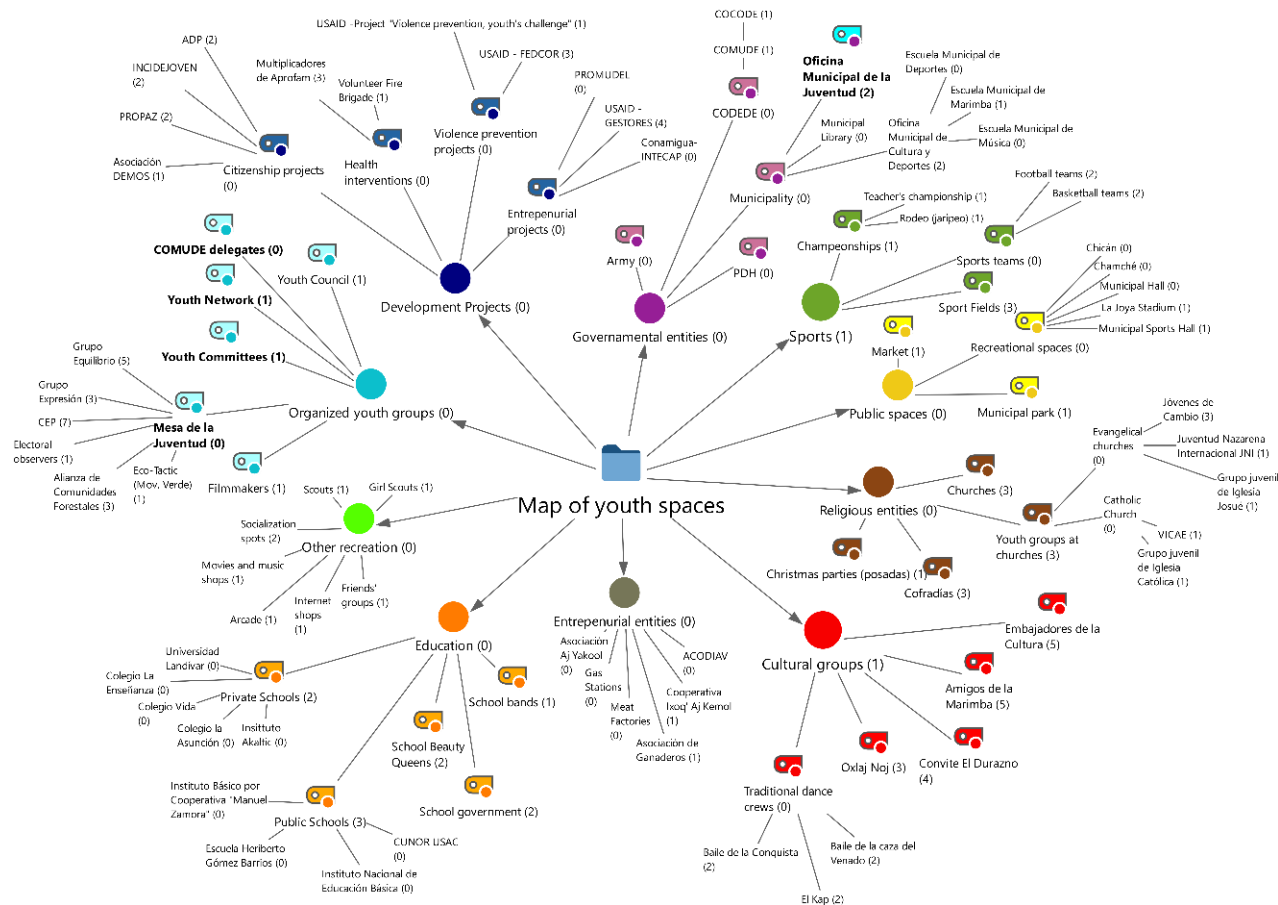 USAID -Project "Violence prevention, youth's challenge" (1)
ADP (2)
INCIDEJOVEN
(2)
PROPAZ (2)
Asociación
DEMOS (1)
Citizenship projects
(0)
Multiplicadores
de Aprofam (3)
Volunteer Fire
Brigade (1)
Health
interventions (0)
USAID - FEDCOR (3)
Violence prevention
projects (0)
PROMUDEL
(0)
USAID -
GESTORES (4)
Conamigua-
INTECAP (0)
Entrepenurial
projects (0)
Development Projects (0)
COCODE (1)
COMUDE (1)
CODEDE (0)
Oficina
Municipal de la
Juventud (2)
Municipal
Library (0)
Escuela Municipal de
Deportes (0)
Escuela Municipal de
Marimba (1)
Escuela Municipal de
Música (0)
Oficina
Municipal de
Cultura y
Deportes (2)
Municipality (0)
Army (0)
PDH (0)
Governamental entities (0)
Teacher's championship (1)
Rodeo (jaripeo) (1)
Champeonships (1)
Football teams (2)
Basketball teams (2)
Sports teams (0)
Sport Fields (3)
Sports (1)
Chicán (0)
Chamché (0)
Municipal Hall (0)
La Joya Stadium (1)
Municipal Sports Hall (1)
Recreational spaces (0)
Market (1)
Municipal park (1)
Public spaces (0)
COMUDE delegates (0)
Youth Council (1)
Youth Network (1)
Youth Committees (1)
Grupo
Equilibrio (5)
Grupo
Expresión (3)
CEP (7)
Electoral
observers (1)
Alianza de
Comunidades
Forestales (3)
Eco-Tactic
(Mov, Verde)
(1)
Mesa de la
Juventud (0)
Filmmakers (1)
Organized youth groups (0)
Map of youth spaces
Churches (3)
Religious entities (0)
Evangelical
churches
(0)
Jóvenes de
Cambio (3)
Juventud Nazarena
Internacional JNI (1)
Grupo juvenil
de Iglesia
Josué (1)
Catholic
Church
(0)
VICAE (1)
Grupo juvenil
de Iglesia
Católica (1)
Youth groups at
churches (3)
Christmas parties (posadas) (1)
Cofradías (3)
Scouts (1)
Girl Scouts (1)
Socialization
spots (2)
Other recreation (0)
Movies and music
shops (1)
Arcade (1)
Internet
shops
(1)
Friends'
groups (1)
Education (0)
Universidad
Landívar (0)
Colegio La
Enseñanza (0)
Colegio Vida
(0)
Colegio la
Asunción (0)
Insituto
Akaltic (0)
Private Schools (2)
School bands (1)
School Beauty
Queens (2)
School government (2)
Instituto Básico por
Cooperativa "Manuel
Zamora" (0)
Public Schools (3)
Escuela Heriberto
Gómez Barrios (0)
Instituto Nacional de
Educación Básica (0)
CUNOR USAC
(0)
Entrepenurial entities (0)
Asociación
Aj Yakool
(0)
Gas
Stations
(0)
Meat
Factories
(0)
Asociación de
Ganaderos (1)
Cooperativa
Ixoq' Aj Kemol
(1)
ACODIAV
(0)
Cultural groups (1)
Embajadores de la
Cultura (5)
Amigos de la
Marimba (5)
Convite El Durazno
(4)
Oxlaj Noj (3)
Traditional dance
crews (0)
Baile de la Conquista
(2)
El Kap (2)
Baile de la caza del
Venado (2)